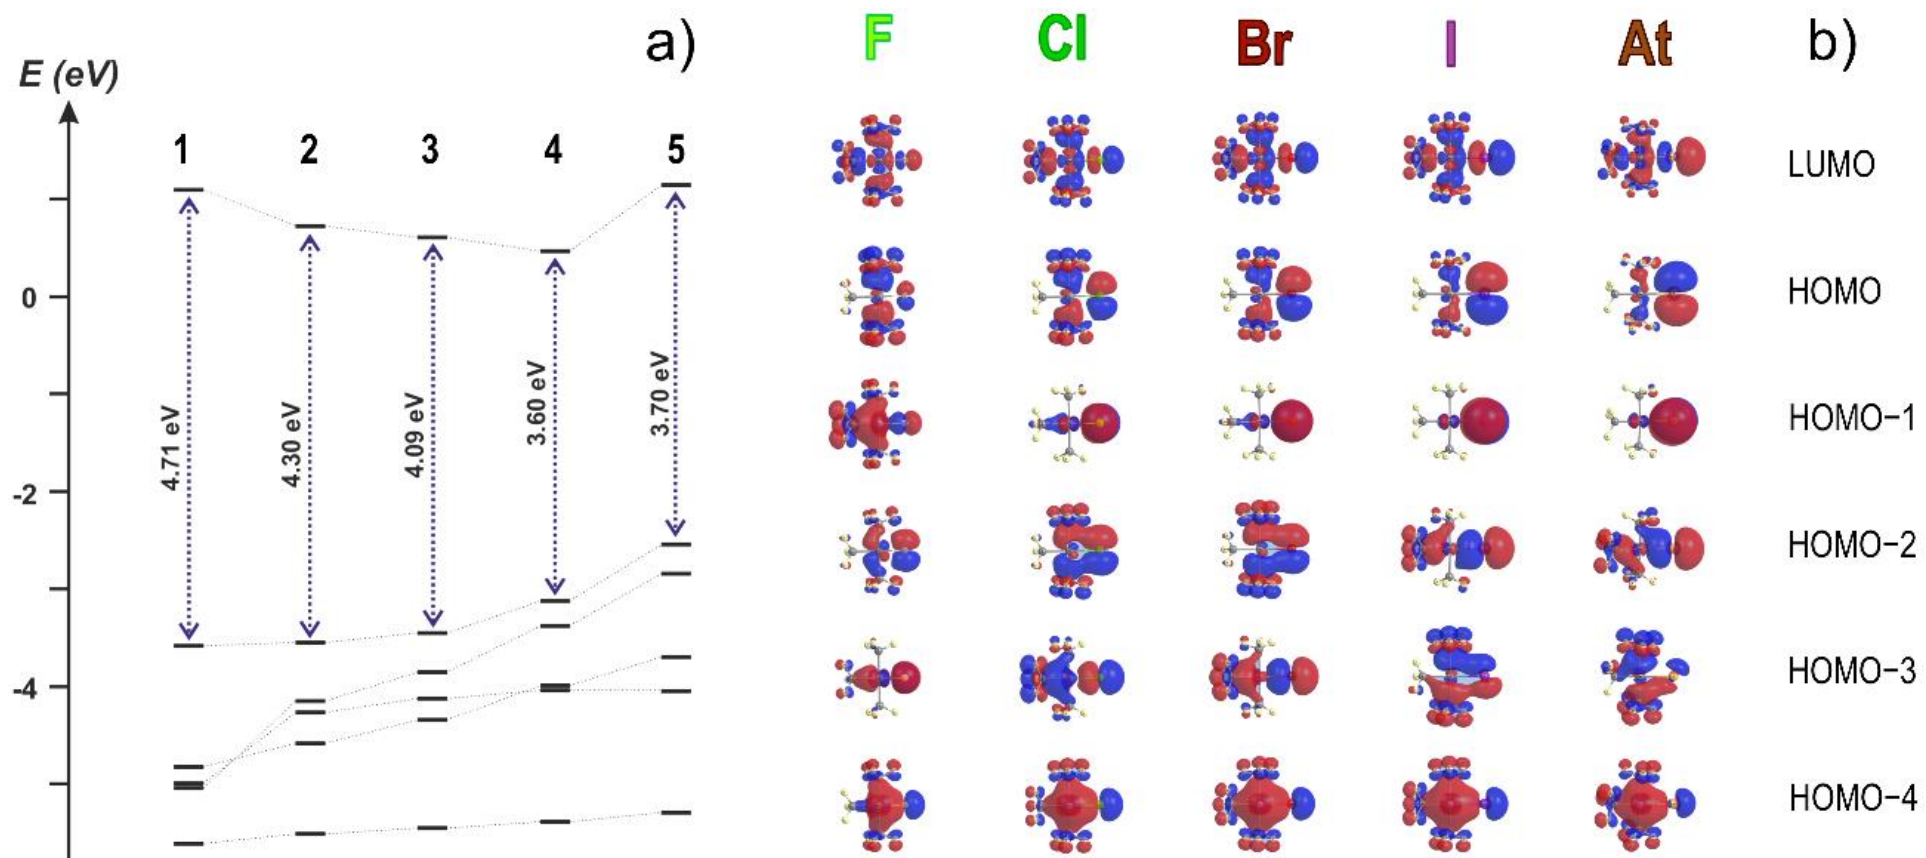 a)
F Cl Br I At
b)
E (eV)
1 2 3 4 5
LUMO
0
HOMO
4.71 eV
4.30 eV
4.09 eV
3.60 eV
3.70 eV
HOMO−1
-2
HOMO−2
-4
HOMO−3
HOMO−4